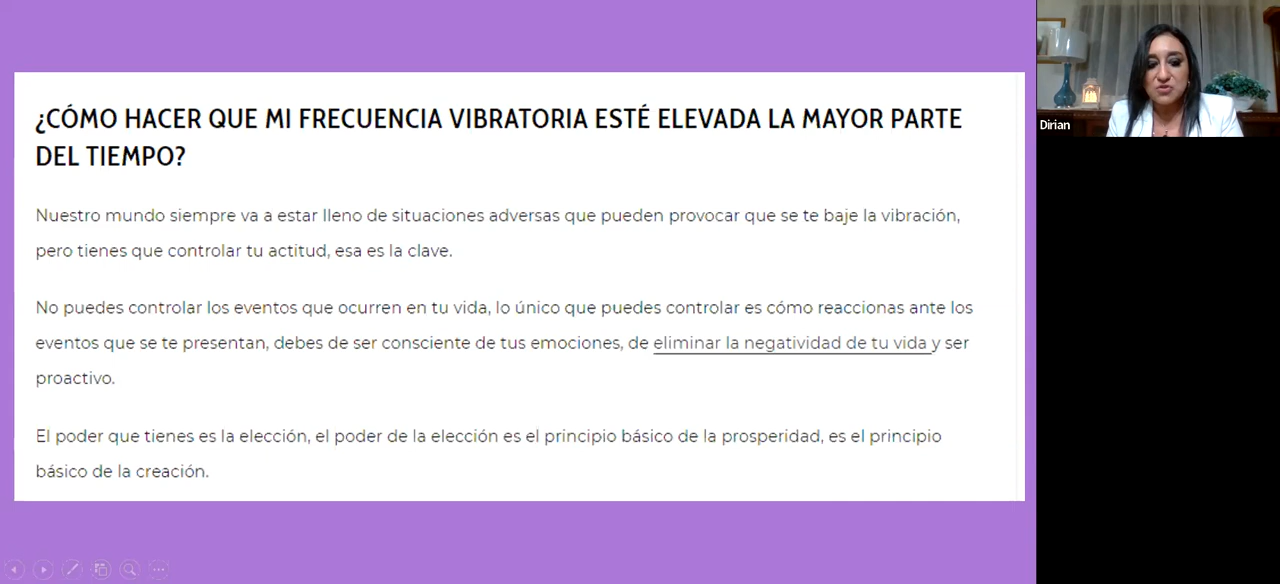 ¿CÓMO HACER QUE MI FRECUENCIA VIBRATORIA ESTÉ ELEVADA LA MAYOR PARTE
DEL TIEMPO?
Nuestro mundo siempre va a estar lleno de situaciones adversas que pueden provocar que se te baje la vibración,
pero tienes que controlar tu actitud, esa es la clave.
No puedes controlar los eventos que ocurren en tu vida, lo único que puedes controlar es cómo reaccionas ante los
eventos que se te presentan, debes de ser consciente de tus emociones, de eliminar la negatividad de tu vida y ser
proactivo.
El poder que tienes es la elección, el poder de la elección es el principio básico de la prosperidad, es el principio
básico de la creación.
Dirian